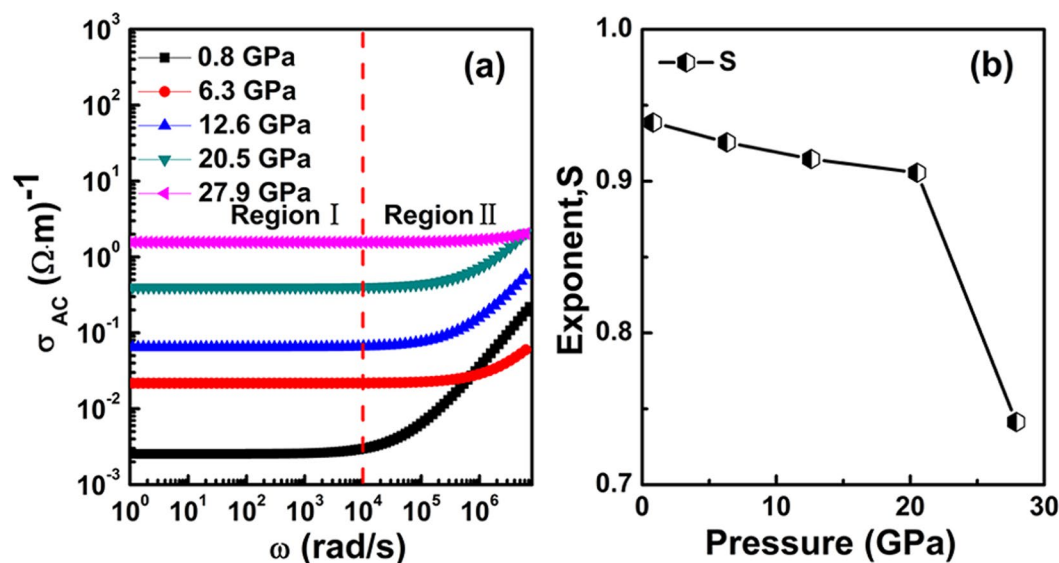 (a)
0.8 GPa
6.3 GPa
12.6 GPa
20.5 GPa
27.9 GPa
Region Ⅰ Region Ⅱ
10³
10²
10¹
10⁰
10⁻¹
10⁻²
10⁻³
σ AC (Ω·m)⁻¹
10⁰ 10¹ 10² 10³ 10⁴ 10⁵ 10⁶
ω (rad/s)
(b)
S
1.0
0.9
0.8
0.7
Exponent,S
0 10 20 30
Pressure (GPa)